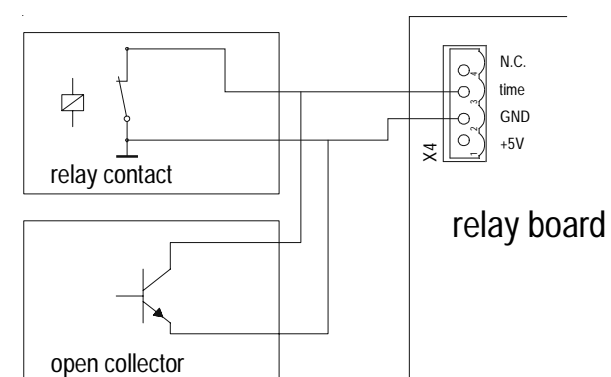 N.C.
4
time
3
GND
2
+5V
1
X4
relay contact
relay board
open collector